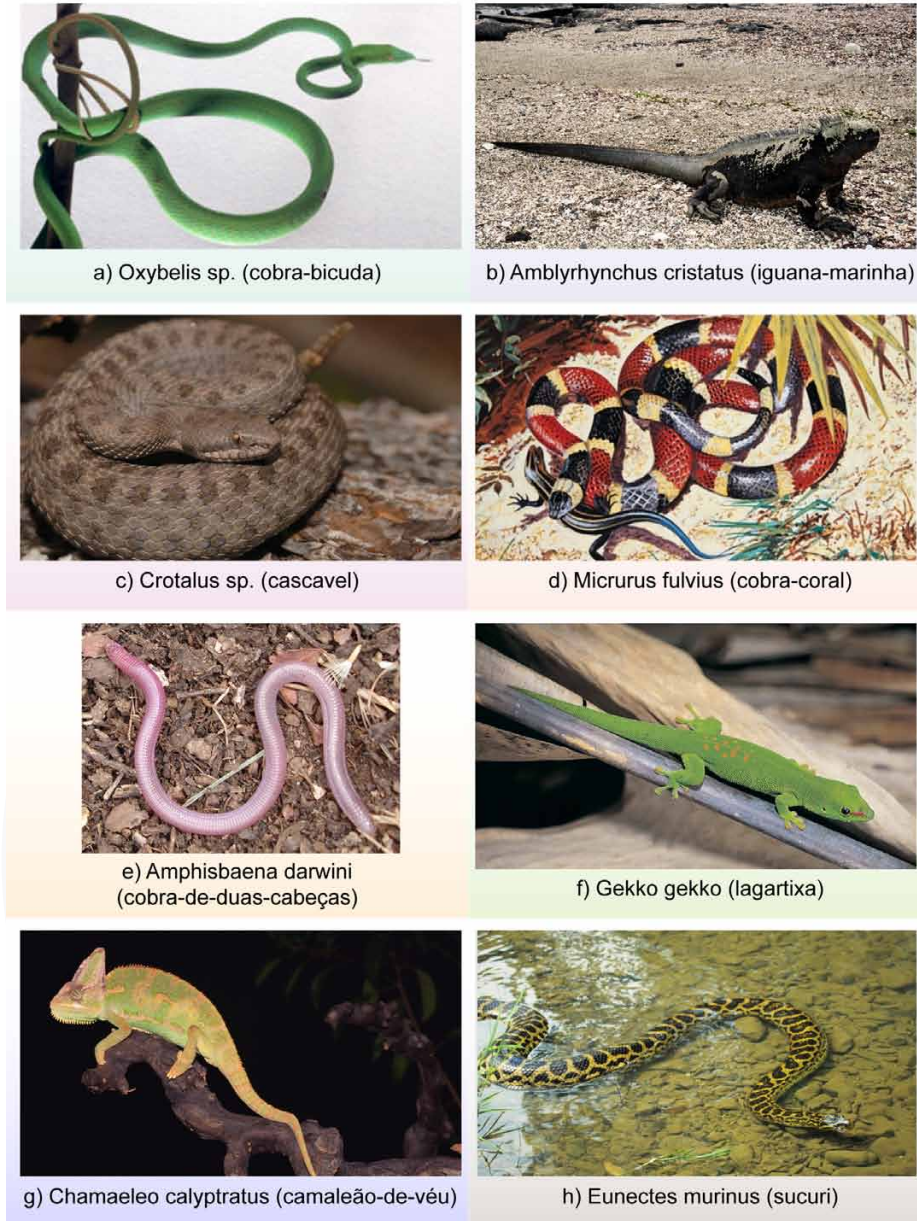 a) Oxybelis sp. (cobra-bicuda)
b) Amblyrhynchus cristatus (iguana-marinha)
c) Crotalus sp. (cascavel)
d) Micrurus fulvius (cobra-coral)
e) Amphisbaena darwini
(cobra-de-duas-cabeças)
f) Gekko gekko (lagartixa)
g) Chamaeleo calyptratus (camaleão-de-véu)
h) Eunectes murinus (sucuri)